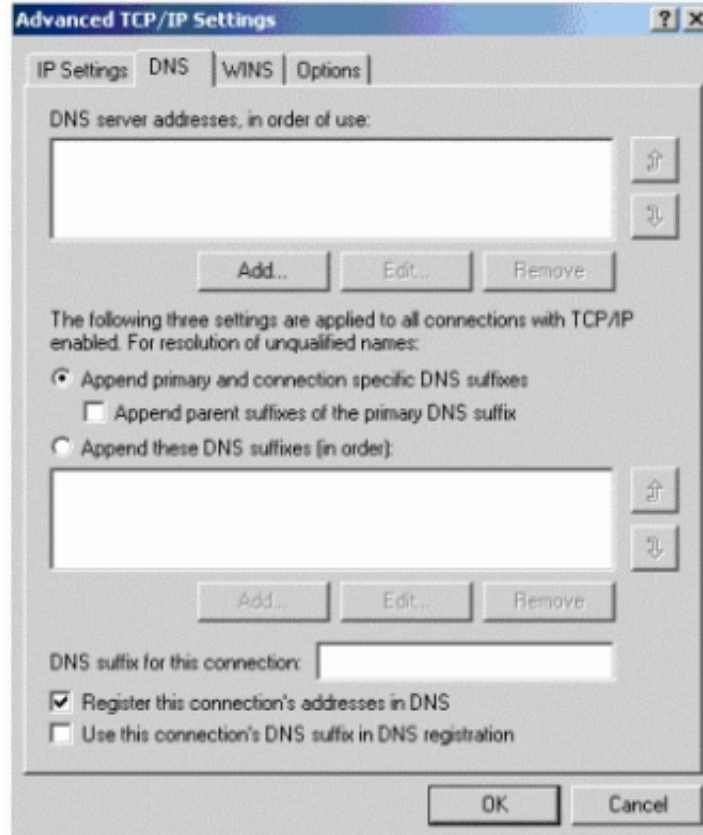 Advanced TCP/IP Settings
IP Settings DNS WINS Options
DNS server addresses, in order of use:
Add... Edit... Remove
The following three settings are applied to all connections with TCP/IP
enabled. For resolution of unqualified names:
Append primary and connection specific DNS suffixes
Append parent suffixes of the primary DNS suffix
Append these DNS suffixes (in order):
Add... Edit... Remove
DNS suffix for this connection:
Register this connection's addresses in DNS
Use this connection's DNS suffix in DNS registration
OK Cancel